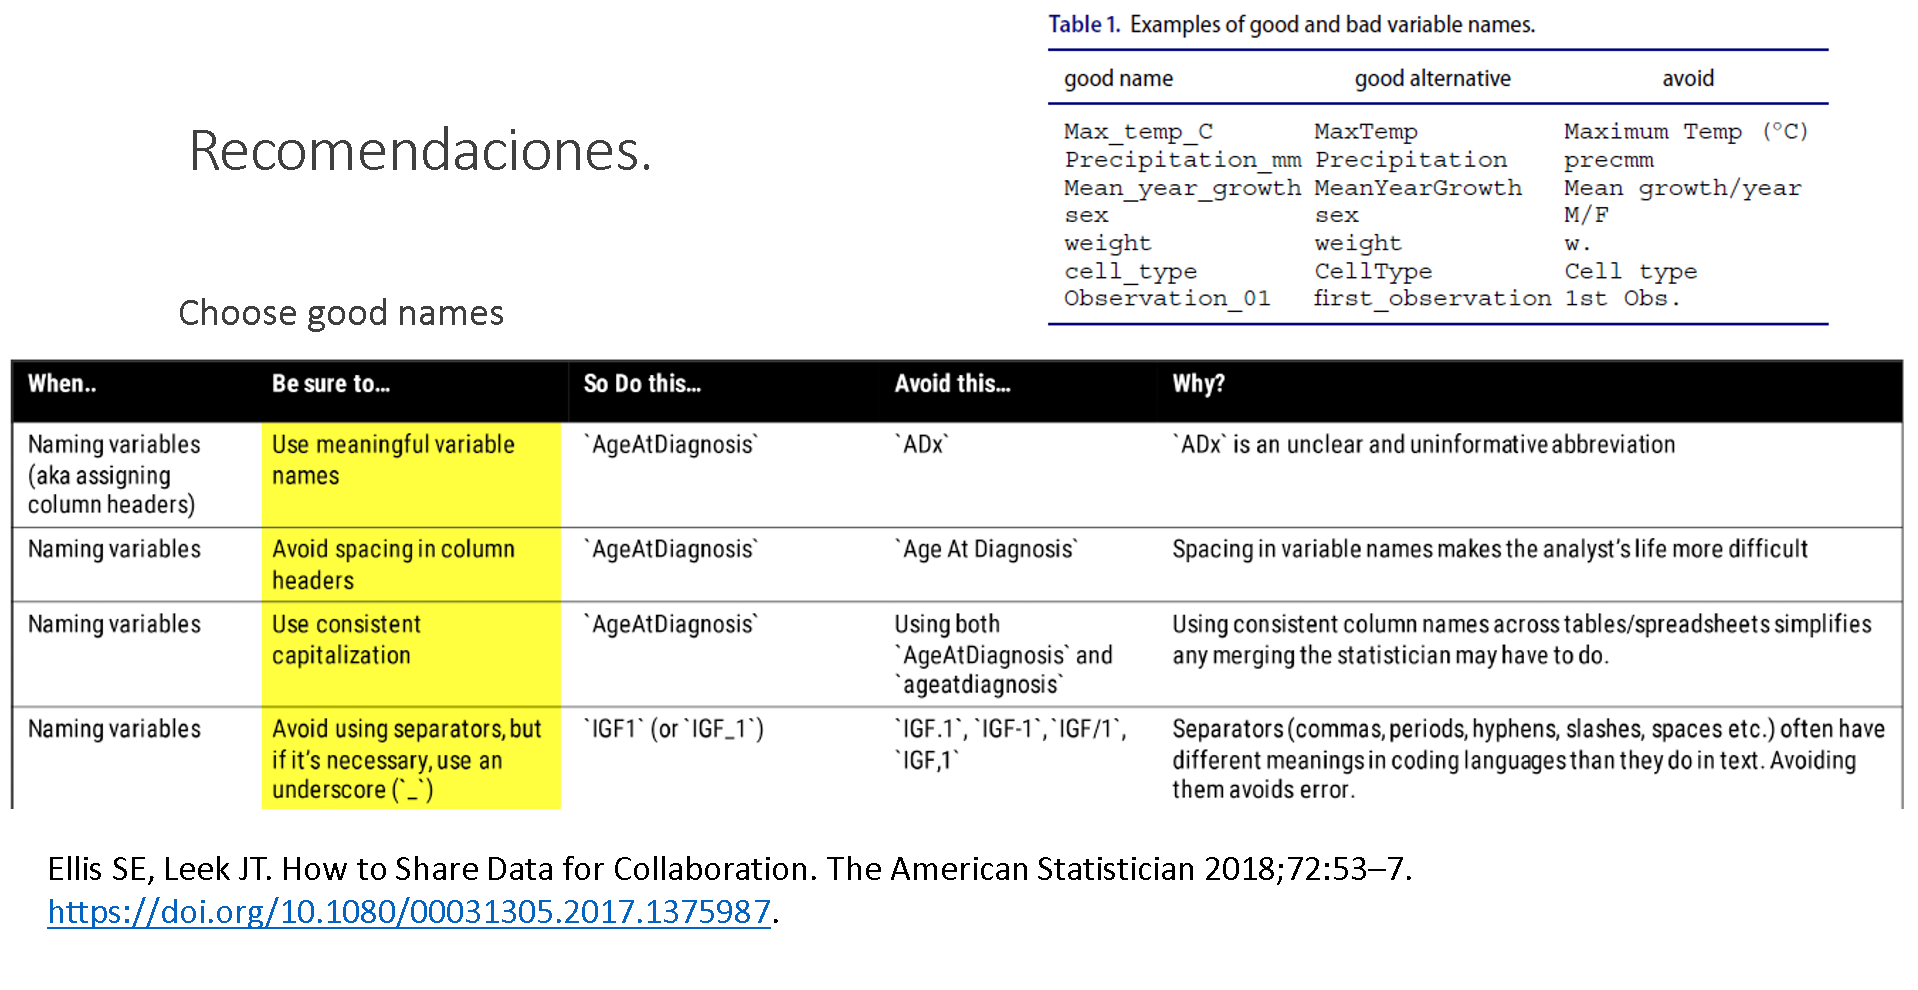 Table 1. Examples of good and bad variable names.
good name good alternative avoid
Max_temp_C MaxTemp Maximum Temp (°C)
Precipitation_mm Precipitation precmm
Mean_year_growth MeanYearGrowth Mean growth/year
sex sex M/F
weight weight w.
cell_type CellType Cell type
Observation_01 first_observation 1st Obs.
Recomendaciones.
Choose good names
When.. Be sure to... So Do this... Avoid this... Why?
Naming variables
(aka assigning
column headers)
Use meaningful variable
names
`AgeAtDiagnosis`
`ADx`
`ADx` is an unclear and uninformative abbreviation
Naming variables
Avoid spacing in column
headers
`AgeAtDiagnosis`
`Age At Diagnosis`
Spacing in variable names makes the analyst's life more difficult
Naming variables
Use consistent
capitalization
`AgeAtDiagnosis`
Using both
`AgeAtDiagnosis` and
`ageatdiagnosis`
Using consistent column names across tables/spreadsheets simplifies
any merging the statistician may have to do.
Naming variables
Avoid using separators, but
if it's necessary, use an
underscore (`_`)
`IGF1` (or `IGF_1`)
`IGF.1`, `IGF-1`, `IGF/1`,
`IGF,1`
Separators (commas, periods, hyphens, slashes, spaces etc.) often have
different meanings in coding languages than they do in text. Avoiding
them avoids error.
Ellis SE, Leek JT. How to Share Data for Collaboration. The American Statistician 2018;72:53–7.
https://doi.org/10.1080/00031305.2017.1375987.